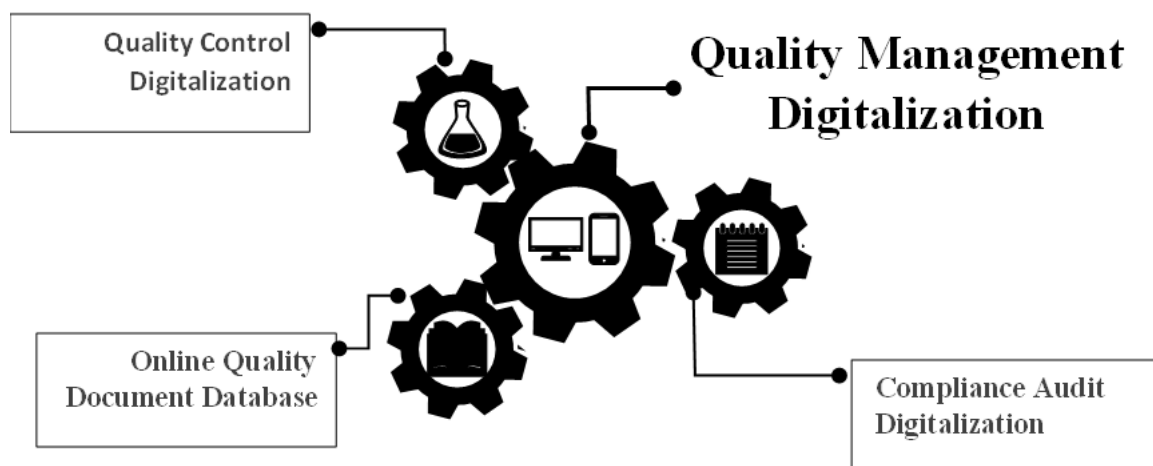 Quality Control
Digitalization
Quality Management
Digitalization
Online Quality
Document Database
Compliance Audit
Digitalization